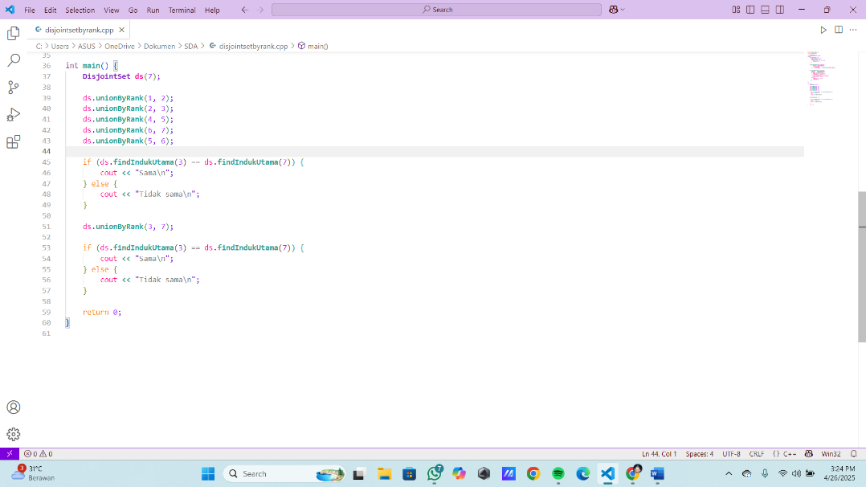 File Edit Selection View Go Run Terminal Help Search
disjointsetbyrank.cpp
C: > Users > ASUS > OneDrive > Dokumen > SDA > disjointsetbyrank.cpp > main()
35
36 int main() {
37 DisjointSet ds(7);
38
39 ds.unionByRank(1, 2);
40 ds.unionByRank(2, 3);
41 ds.unionByRank(4, 5);
42 ds.unionByRank(6, 7);
43 ds.unionByRank(5, 6);
44
45 if (ds.findIndukUtama(3) == ds.findIndukUtama(7)) {
46 cout << "Sama\n";
47 } else {
48 cout << "Tidak sama\n";
49 }
50
51 ds.unionByRank(3, 7);
52
53 if (ds.findIndukUtama(5) == ds.findIndukUtama(7)) {
54 cout << "Sama\n";
55 } else {
56 cout << "Tidak sama\n";
57 }
58
59 return 0;
60 }
61
0 0 Ln 44, Col 1 Spaces: 4 UTF-8 CRLF {} C++ Win32
3 31°C
Berawan
Search
7
3:24 PM
4/26/2025